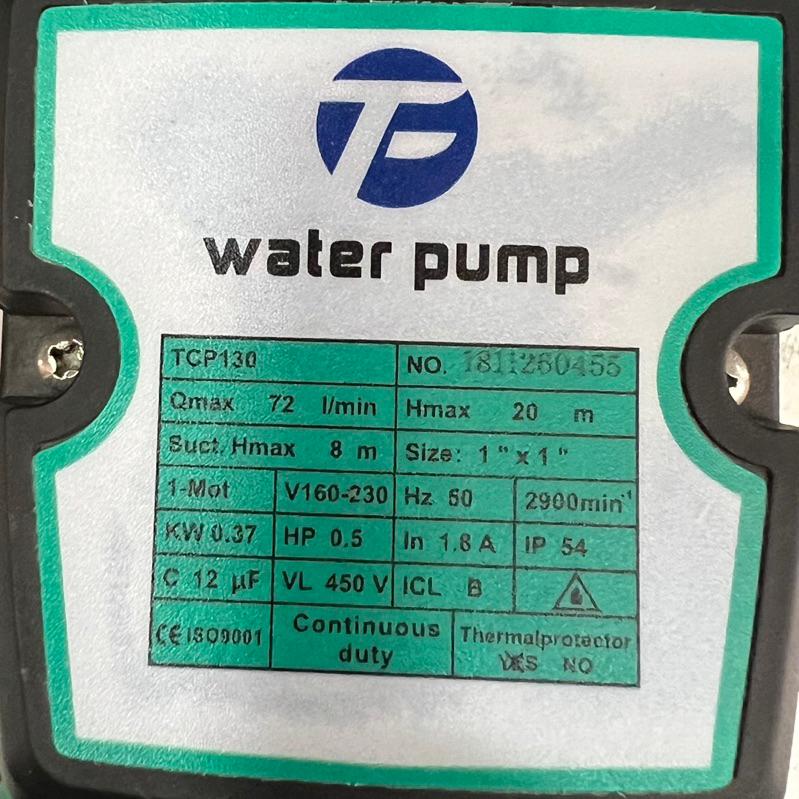 TP
water pump
TCP130 NO. 1811260455
Qmax 72 l/min Hmax 20 m
Suct. Hmax 8 m Size: 1" x 1"
1-Mot V160-230 Hz 50 2900min⁻¹
KW 0.37 HP 0.5 In 1.8 A IP 54
C 12 µF VL 450 V ICL B
CE ISO9001 Continuous duty Thermalprotector
YES NO